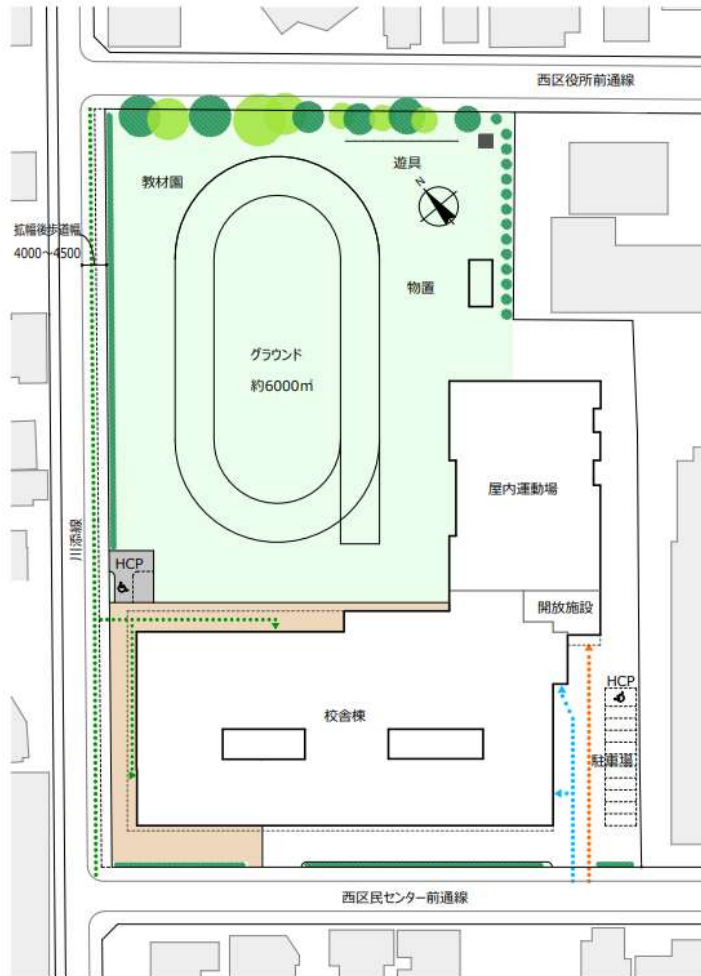 西区役所前通線
教材園
遊具
N
拡幅後歩道幅
4000～4500
物置
グラウンド
約6000㎡
屋内運動場
川添線
HCP
開放施設
HCP
校舎棟
駐車場
西区民センター前通線